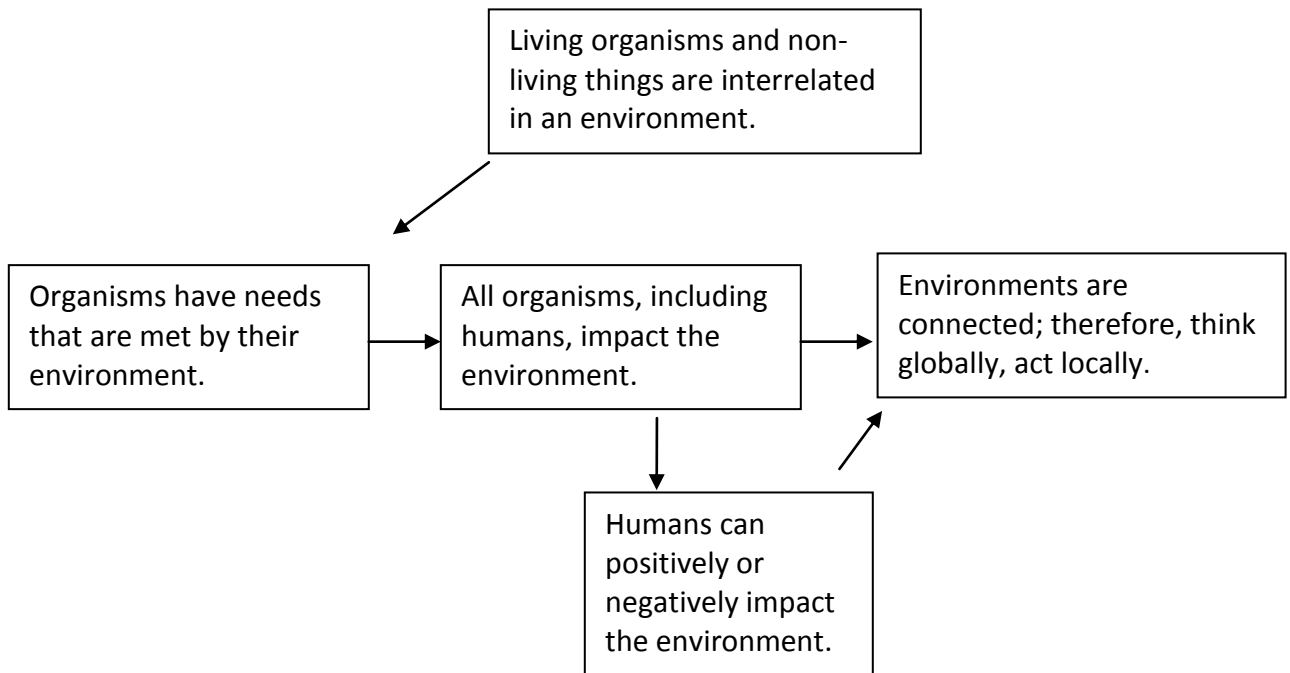 Living organisms and non-
living things are interrelated
in an environment.
Organisms have needs
that are met by their
environment.
All organisms, including
humans, impact the
environment.
Environments are
connected; therefore, think
globally, act locally.
Humans can
positively or
negatively impact
the environment.